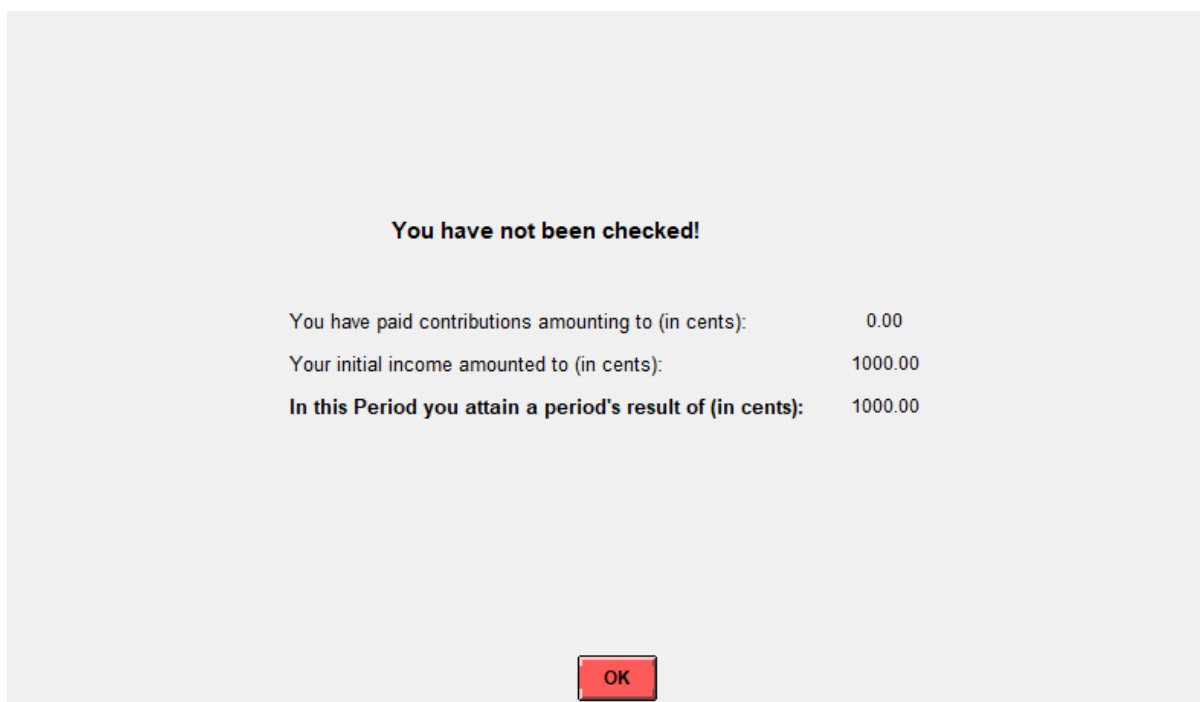 You have not been checked!
You have paid contributions amounting to (in cents): 0.00
Your initial income amounted to (in cents): 1000.00
In this Period you attain a period's result of (in cents): 1000.00
OK